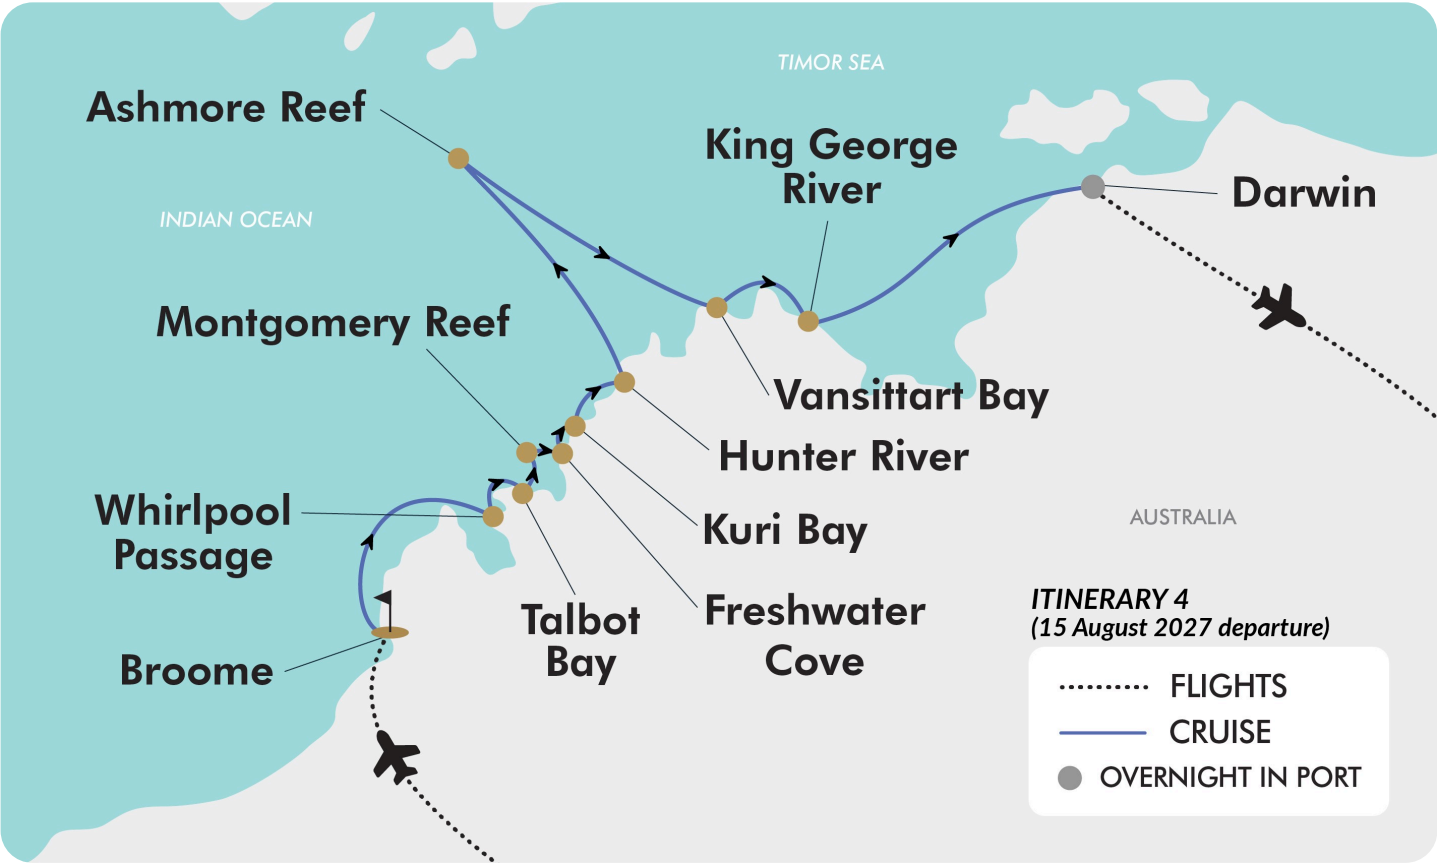 TIMOR SEA
Ashmore Reef
King George
River
Darwin
INDIAN OCEAN
Montgomery Reef
Vansittart Bay
Hunter River
Whirlpool
Passage
Kuri Bay
AUSTRALIA
Talbot
Bay
Freshwater
Cove
Broome
ITINERARY 4
(15 August 2027 departure)
FLIGHTS
CRUISE
OVERNIGHT IN PORT